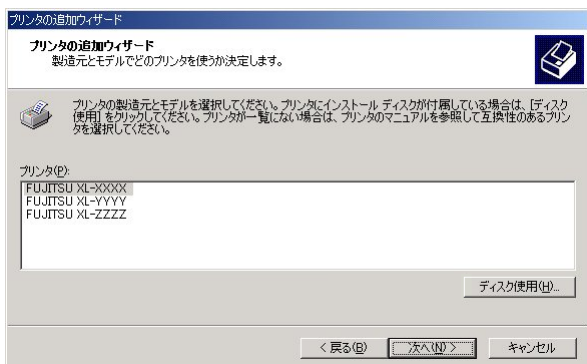 プリンタの追加ウィザード
プリンタの追加ウィザード
製造元とモデルでどのプリンタを使うか決定します。
プリンタの製造元とモデルを選択してください。プリンタにインストール ディスクが付属している場合は、[ディスク
使用] をクリックしてください。プリンタが一覧にない場合は、プリンタのマニュアルを参照して互換性のあるプリン
タを選択してください。
プリンタ(P):
FUJITSU XL-XXXX
FUJITSU XL-YYYY
FUJITSU XL-ZZZZ
ディスク使用(H)...
< 戻る(B)
次へ(N) >
キャンセル